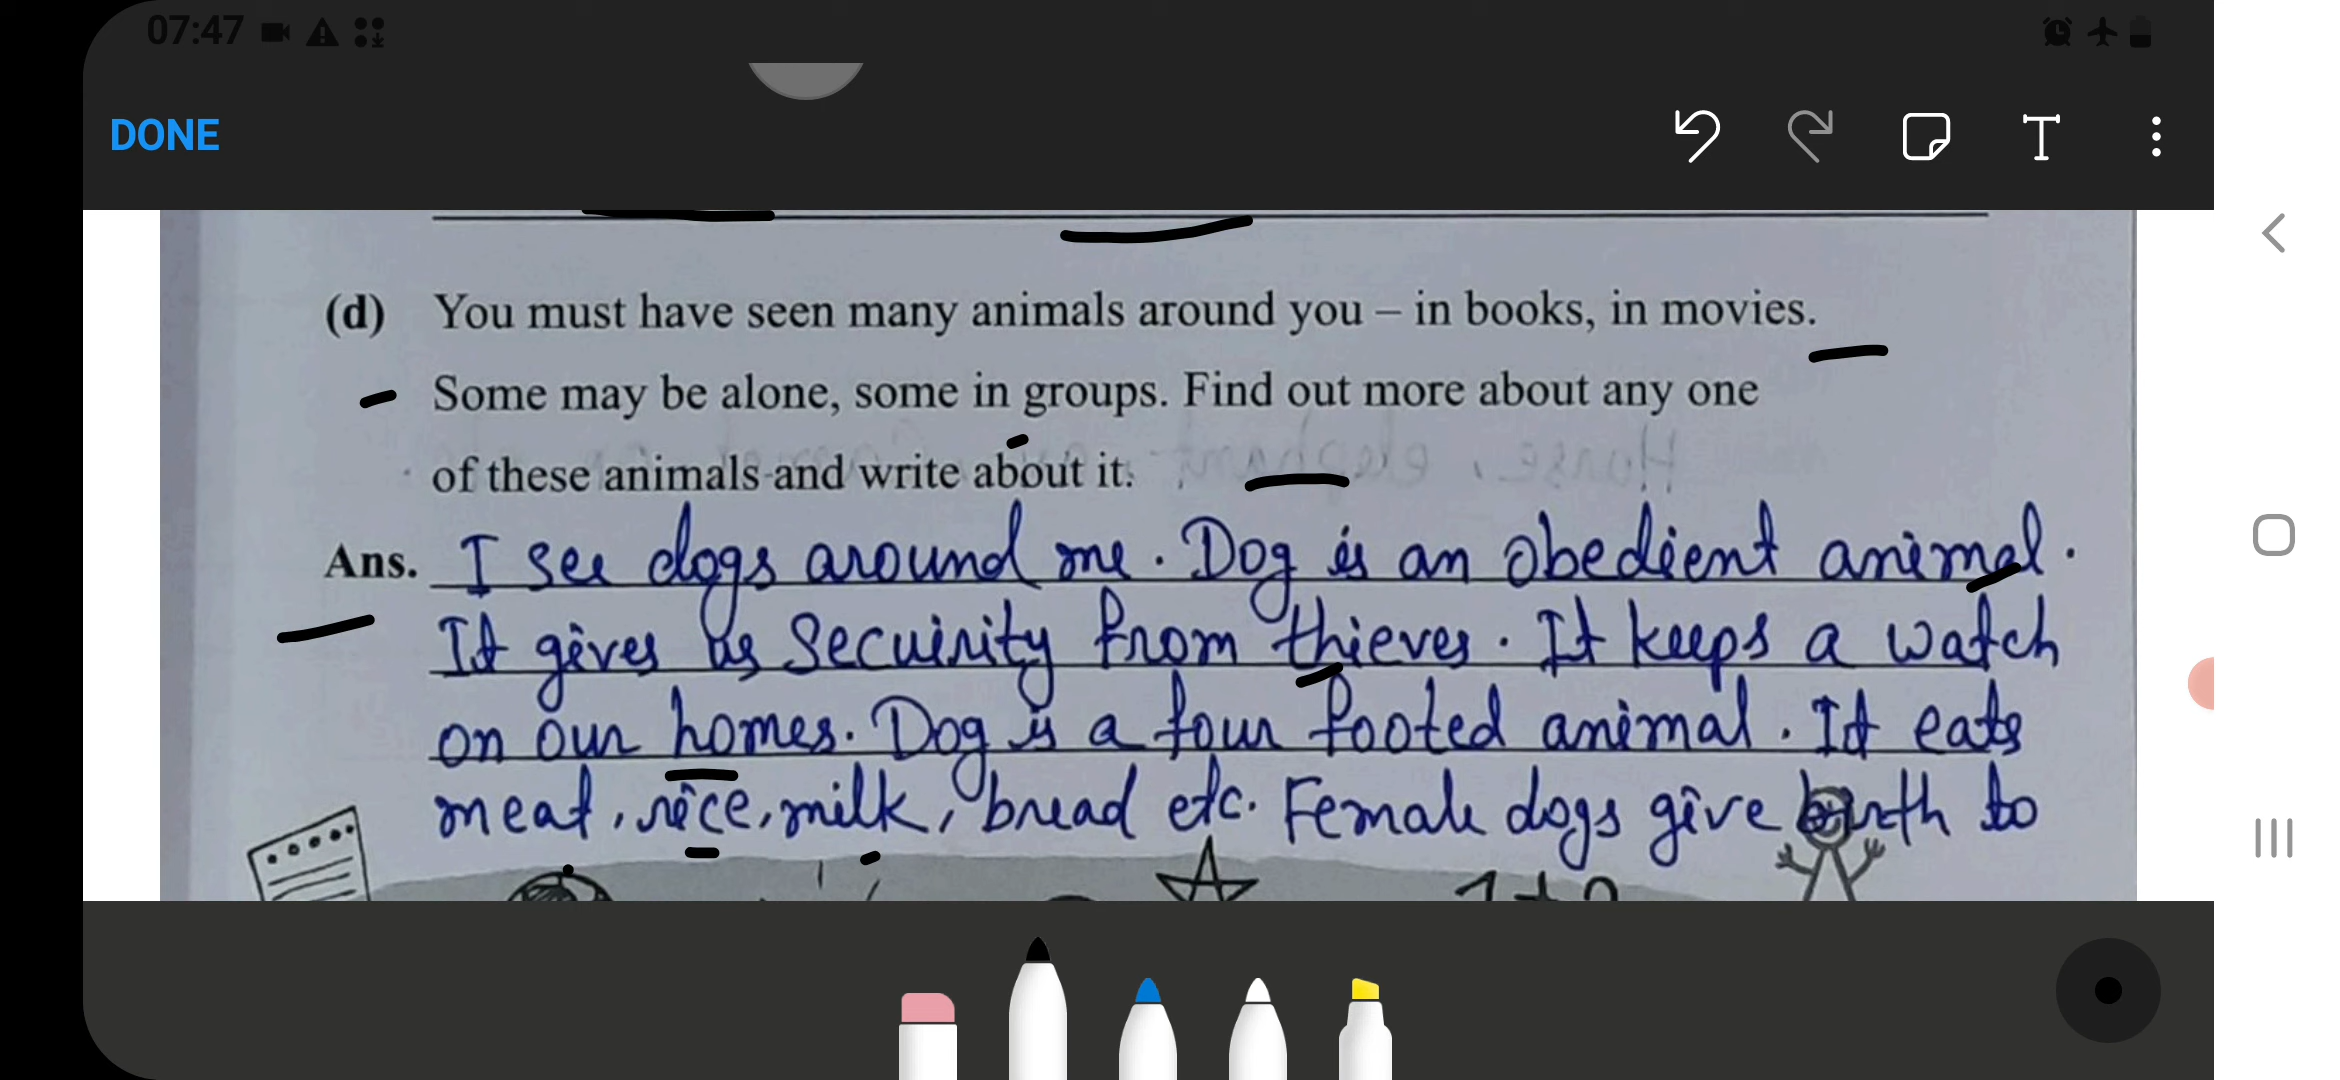 07:47
DONE
T
(d) You must have seen many animals around you – in books, in movies.
Some may be alone, some in groups. Find out more about any one
of these animals and write about it.
Ans. I see dogs around me. Dog is an obedient animal.
It gives us Secuirity from thieves. It keeps a watch
on our homes. Dog is a four footed animal. It eats
meat, rice, milk, bread etc. Female dogs give birth to